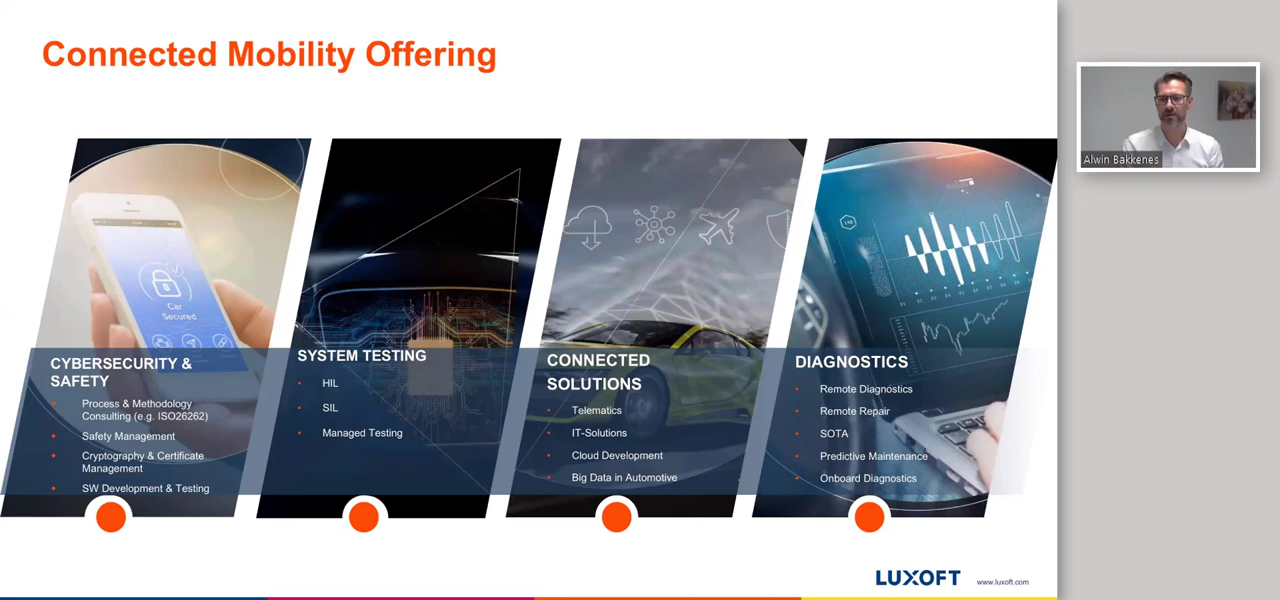 Connected Mobility Offering
Alwin Bakkenes
Car
Secured
CYBERSECURITY &
SAFETY
Process & Methodology
Consulting (e.g. ISO26262)
Safety Management
Cryptography & Certificate
Management
SW Development & Testing
SYSTEM TESTING
HIL
SIL
Managed Testing
CONNECTED
SOLUTIONS
Telematics
IT-Solutions
Cloud Development
Big Data in Automotive
DIAGNOSTICS
Remote Diagnostics
Remote Repair
SOTA
Predictive Maintenance
Onboard Diagnostics
LUXOFT
www.luxoft.com